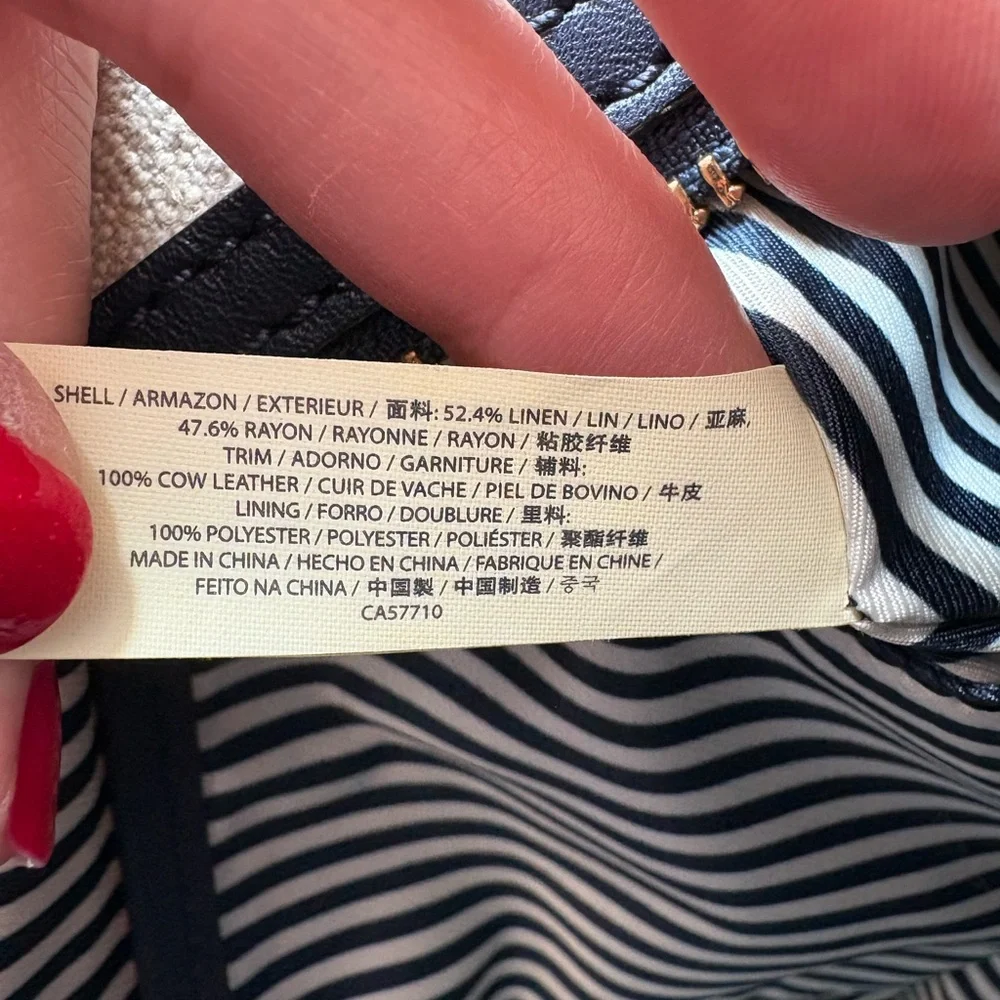 SHELL / ARMAZON / EXTERIEUR / 面料: 52.4% LINEN / LIN / LINO / 亚麻,
47.6% RAYON / RAYONNE / RAYON / 粘胶纤维
TRIM / ADORNO / GARNITURE / 辅料:
100% COW LEATHER / CUIR DE VACHE / PIEL DE BOVINO / 牛皮
LINING / FORRO / DOUBLURE / 里料:
100% POLYESTER / POLYESTER / POLIÉSTER / 聚酯纤维
MADE IN CHINA / HECHO EN CHINA / FABRIQUE EN CHINE /
FEITO NA CHINA / 中国製 / 中国制造 / 중국
CA57710